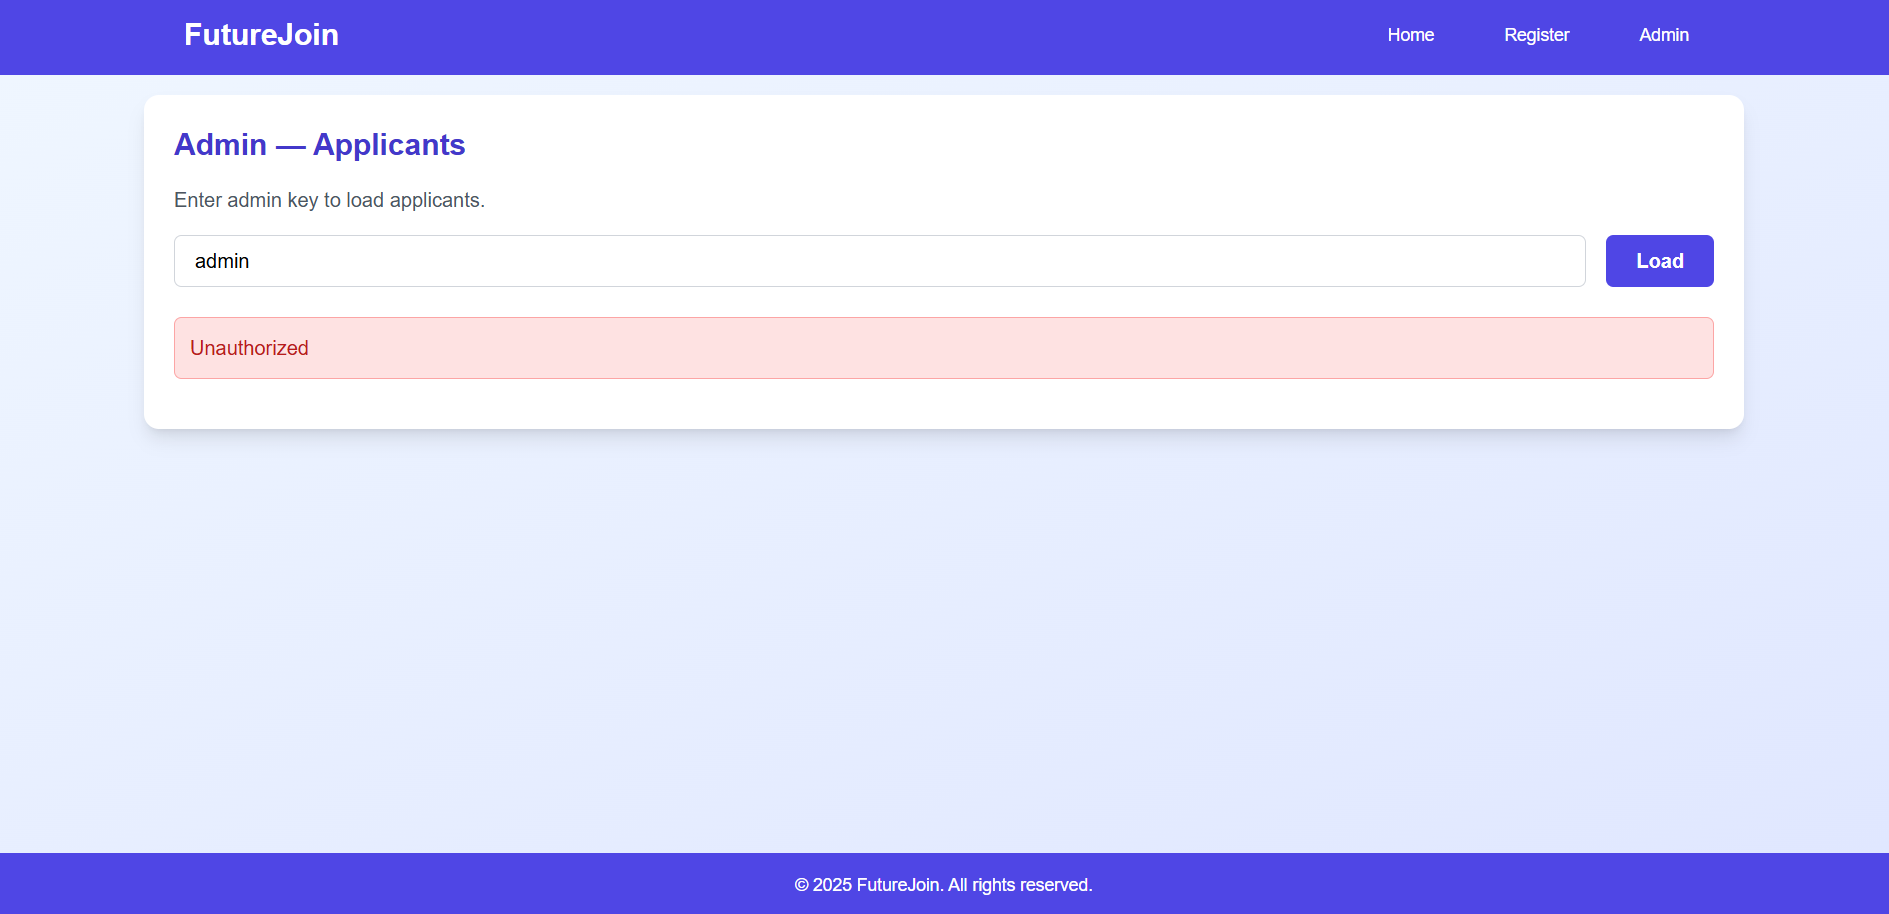 FutureJoin
Home Register Admin
Admin — Applicants
Enter admin key to load applicants.
admin
Load
Unauthorized
© 2025 FutureJoin. All rights reserved.